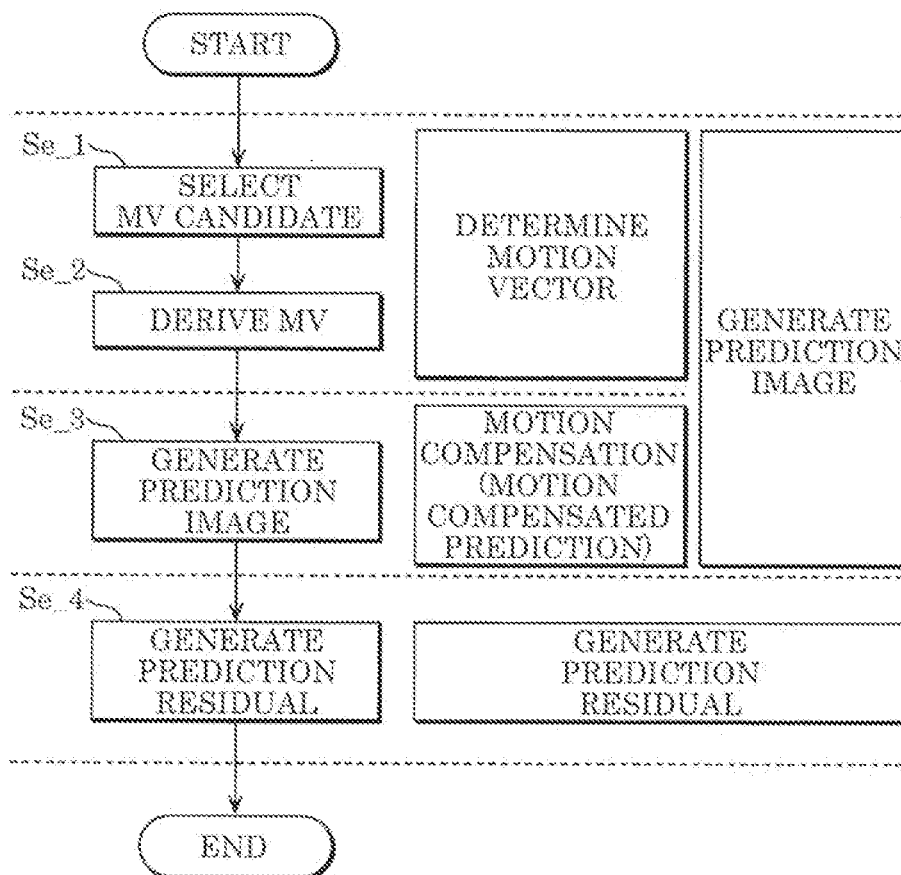 START
Se_1
SELECT
MV CANDIDATE
Se_2
DERIVE MV
DETERMINE
MOTION
VECTOR
GENERATE
PREDICTION
IMAGE
Se_3
GENERATE
PREDICTION
IMAGE
MOTION
COMPENSATION
(MOTION
COMPENSATED
PREDICTION)
Se_4
GENERATE
PREDICTION
RESIDUAL
GENERATE
PREDICTION
RESIDUAL
END